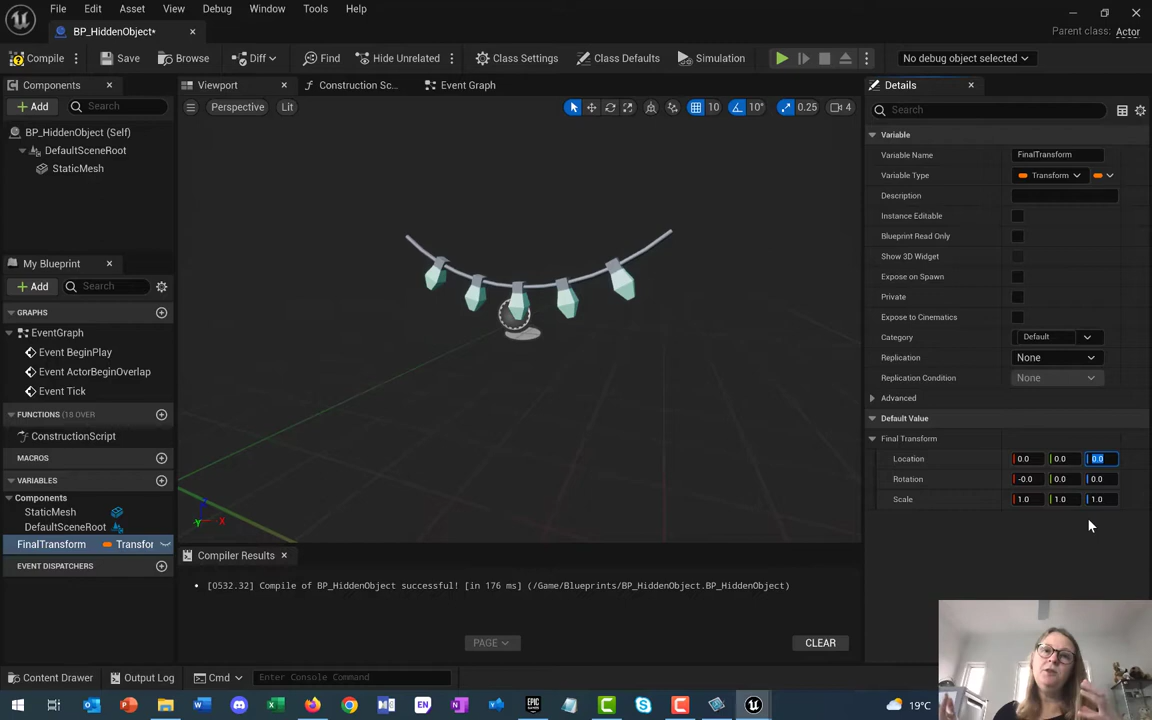 File Edit Asset View Debug Window Tools Help
BP_HiddenObject*
Parent class: Actor
Compile Save Browse Diff Find Hide Unrelated Class Settings Class Defaults Simulation No debug object selected
Components
Add Search
BP_HiddenObject (Self)
DefaultSceneRoot
StaticMesh
My Blueprint
Add Search
GRAPHS
EventGraph
Event BeginPlay
Event ActorBeginOverlap
Event Tick
FUNCTIONS (18 OVER
ConstructionScript
MACROS
VARIABLES
Components
StaticMesh
DefaultSceneRoot
FinalTransform Transfor
EVENT DISPATCHERS
Viewport Construction Sc... Event Graph
Perspective Lit 10 10° 0.25 4
Y X
Compiler Results
[0532.32] Compile of BP_HiddenObject successful! [in 176 ms] (/Game/Blueprints/BP_HiddenObject.BP_HiddenObject)
PAGE CLEAR
Details
Search
Variable
Variable Name FinalTransform
Variable Type Transform
Description
Instance Editable
Blueprint Read Only
Show 3D Widget
Expose on Spawn
Private
Expose to Cinematics
Category Default
Replication None
Replication Condition None
Advanced
Default Value
Final Transform
Location 0.0 0.0 0.0
Rotation -0.0 0.0 0.0
Scale 1.0 1.0 1.0
Content Drawer Output Log Cmd Enter Console Command
EN EPIC 19°C